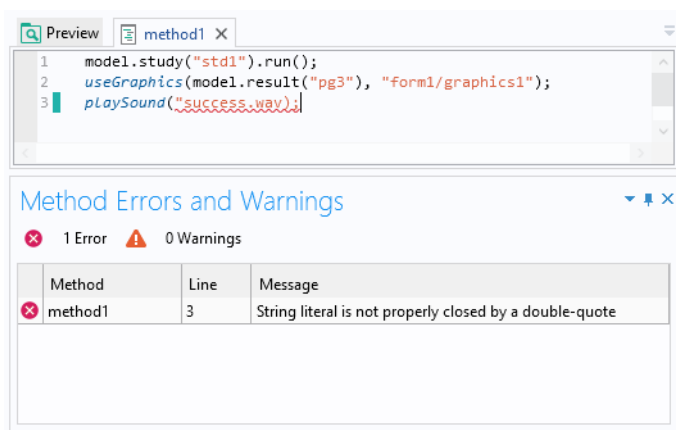 Preview method1
1 model.study("std1").run();
2 useGraphics(model.result("pg3"), "form1/graphics1");
3 playSound("success.wav);
Method Errors and Warnings
1 Error 0 Warnings
Method Line Message
method1 3 String literal is not properly closed by a double-quote